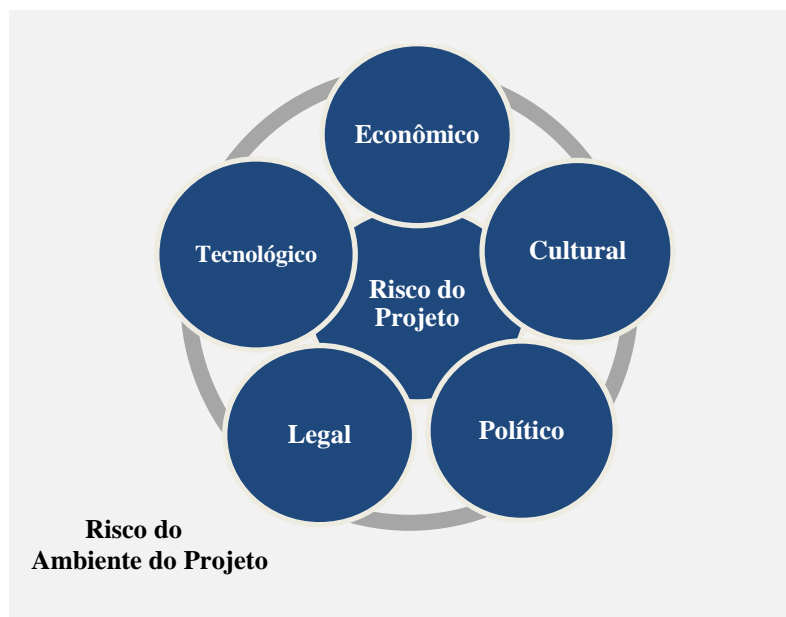 Econômico
Tecnológico
Cultural
Risco do
Projeto
Legal
Político
Risco do
Ambiente do Projeto